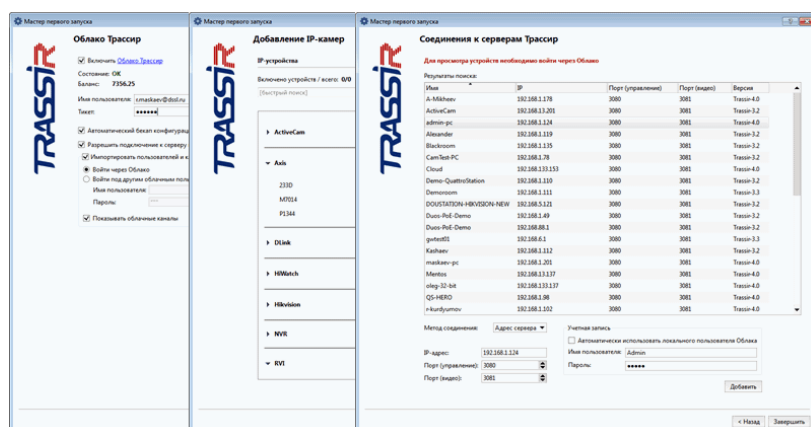 Мастер первого запуска
TRASSIR
Облако Трассир
Включить Облако Трассир
Состояние: OK
Баланс: 7356.25
Имя пользователя: r.maskaev@dssl.ru
Тикет: ••••••
Автоматический бекап конфигурац
Разрешить подключение к серверу
Импортировать пользователей и к
Войти через Облако
Войти под другим облачным поль
Имя пользователя:
Пароль:
Показывать облачные каналы
Мастер первого запуска
TRASSIR
Добавление IP-камер
IP-устройства
Включено устройств / всего: 0/0
[быстрый поиск]
ActiveCam
Axis
233D
M7014
P1344
DLink
HiWatch
Hikvision
NVR
RVI
Мастер первого запуска
TRASSIR
Соединения к серверам Трассир
Для просмотра устройств необходимо войти через Облако
Результаты поиска:
Имя IP Порт (управление) Порт (видео) Версия
A-Mikheev 192.168.1.178 3080 3081 Trassir-4.0
ActiveCam 192.168.13.201 3080 3081 Trassir-3.2
admin-pc 192.168.1.124 3080 3081 Trassir-4.0
Alexander 192.168.1.119 3080 3081 Trassir-3.2
Blackroom 192.168.1.135 3080 3081 Trassir-3.2
CamTest-PC 192.168.1.78 3080 3081 Trassir-3.2
Cloud 192.168.133.153 3080 3081 Trassir-4.0
Demo-QuattroStation 192.168.1.110 3080 3081 Trassir-3.2
Demoroom 192.168.1.111 3080 3081 Trassir-3.3
DOUSTATION-HIKVISION-NEW 192.168.5.121 3080 3081 Trassir-3.2
Duos-PoE-Demo 192.168.1.49 3080 3081 Trassir-3.2
Duos-PoE-Demo 192.168.88.1 3080 3081 Trassir-3.2
gwtest01 192.168.6.1 3080 3081 Trassir-3.3
Kashaev 192.168.1.112 3080 3081 Trassir-3.2
maskaev-pc 192.168.1.201 3080 3081 Trassir-4.0
Mentos 192.168.13.137 3080 3081 Trassir-4.0
oleg-32-bit 192.168.133.137 3080 3081 Trassir-4.0
QS-HERO 192.168.1.98 3080 3081 Trassir-4.0
r-kurdyumov 192.168.1.102 3080 3081 Trassir-4.0
Метод соединения: Адрес сервера
IP-адрес: 192.168.1.124
Порт (управление): 3080
Порт (видео): 3081
Учетная запись
Автоматически использовать локального пользователя Облака
Имя пользователя: Admin
Пароль: •••••
Добавить
< Назад Завершить